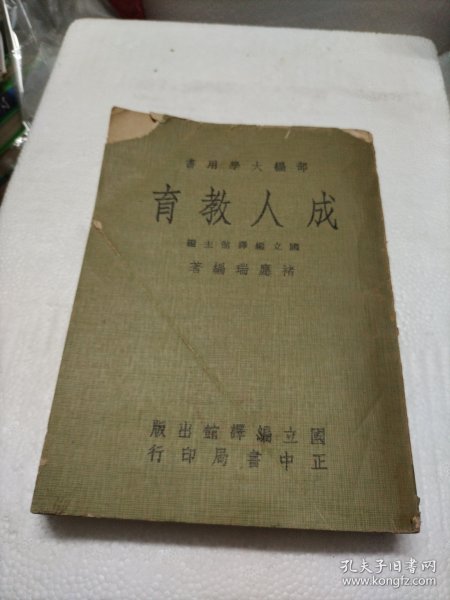 部編大學用書
成人教育
國立編譯館主編
褚應瑞編著
國立編譯館出版
正中書局印行
孔夫子旧书网
www.kongfz.com